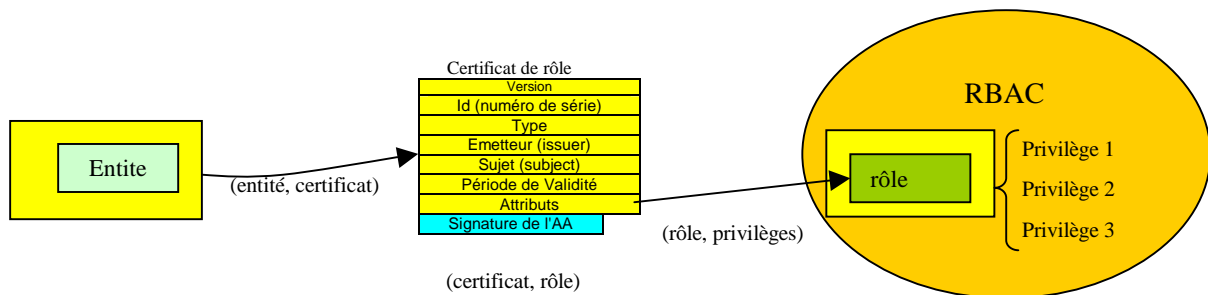 Certificat de rôle
Version
Id (numéro de série)
Type
Emetteur (issuer)
Sujet (subject)
Période de Validité
Attributs
Signature de l'AA
Entite
(entité, certificat)
(certificat, rôle)
(rôle, privilèges)
RBAC
rôle
Privilège 1
Privilège 2
Privilège 3